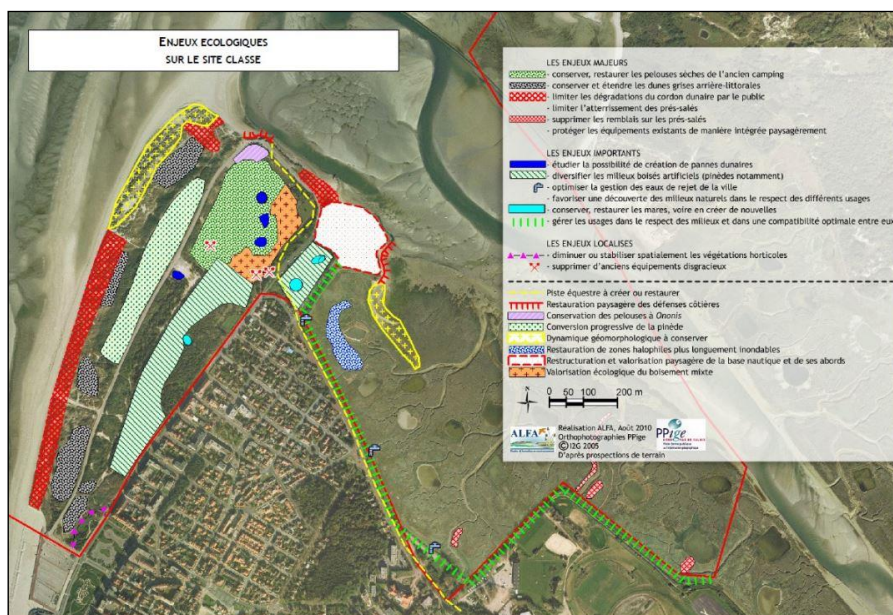 ENJEUX ECOLOGIQUES
SUR LE SITE CLASSE
LES ENJEUX MAJEURS
- conserver, restaurer les pelouses sèches de l'ancien camping
- conserver et étendre les dunes grises arrière-littorales
- limiter les dégradations du cordon dunaire par le public
- limiter l'atterrissement des prés-salés
- supprimer les remblais sur les prés-salés
- protéger les équipements existants de manière intégrée paysagèrement
LES ENJEUX IMPORTANTS
- étudier la possibilité de création de pannes dunaires
- diversifier les milieux boisés artificiels (pinèdes notamment)
- optimiser la gestion des eaux de rejet de la ville
- favoriser une découverte des milieux naturels dans le respect des différents usages
- conserver, restaurer les mares, voire en créer de nouvelles
- gérer les usages dans le respect des milieux et dans une compatibilité optimale entre eux
LES ENJEUX LOCALISES
- diminuer ou stabiliser spatialement les végétations horticoles
- supprimer d'anciens équipements disgracieux
Piste équestre à créer ou restaurer
Restauration paysagère des défenses côtières
Conservation des pelouses à Ononis
Conversion progressive de la pinède
Dynamique géomorphologique à conserver
Restauration de zones halophiles plus longuement inondables
Restructuration et valorisation paysagère de la base nautique et de ses abords
Valorisation écologique du boisement mixte
0 50 100 200 m
N
ALFA
Réalisation ALFA, Août 2010
Orthophotographies PPige
© I2G 2005
D'après prospections de terrain
PPige